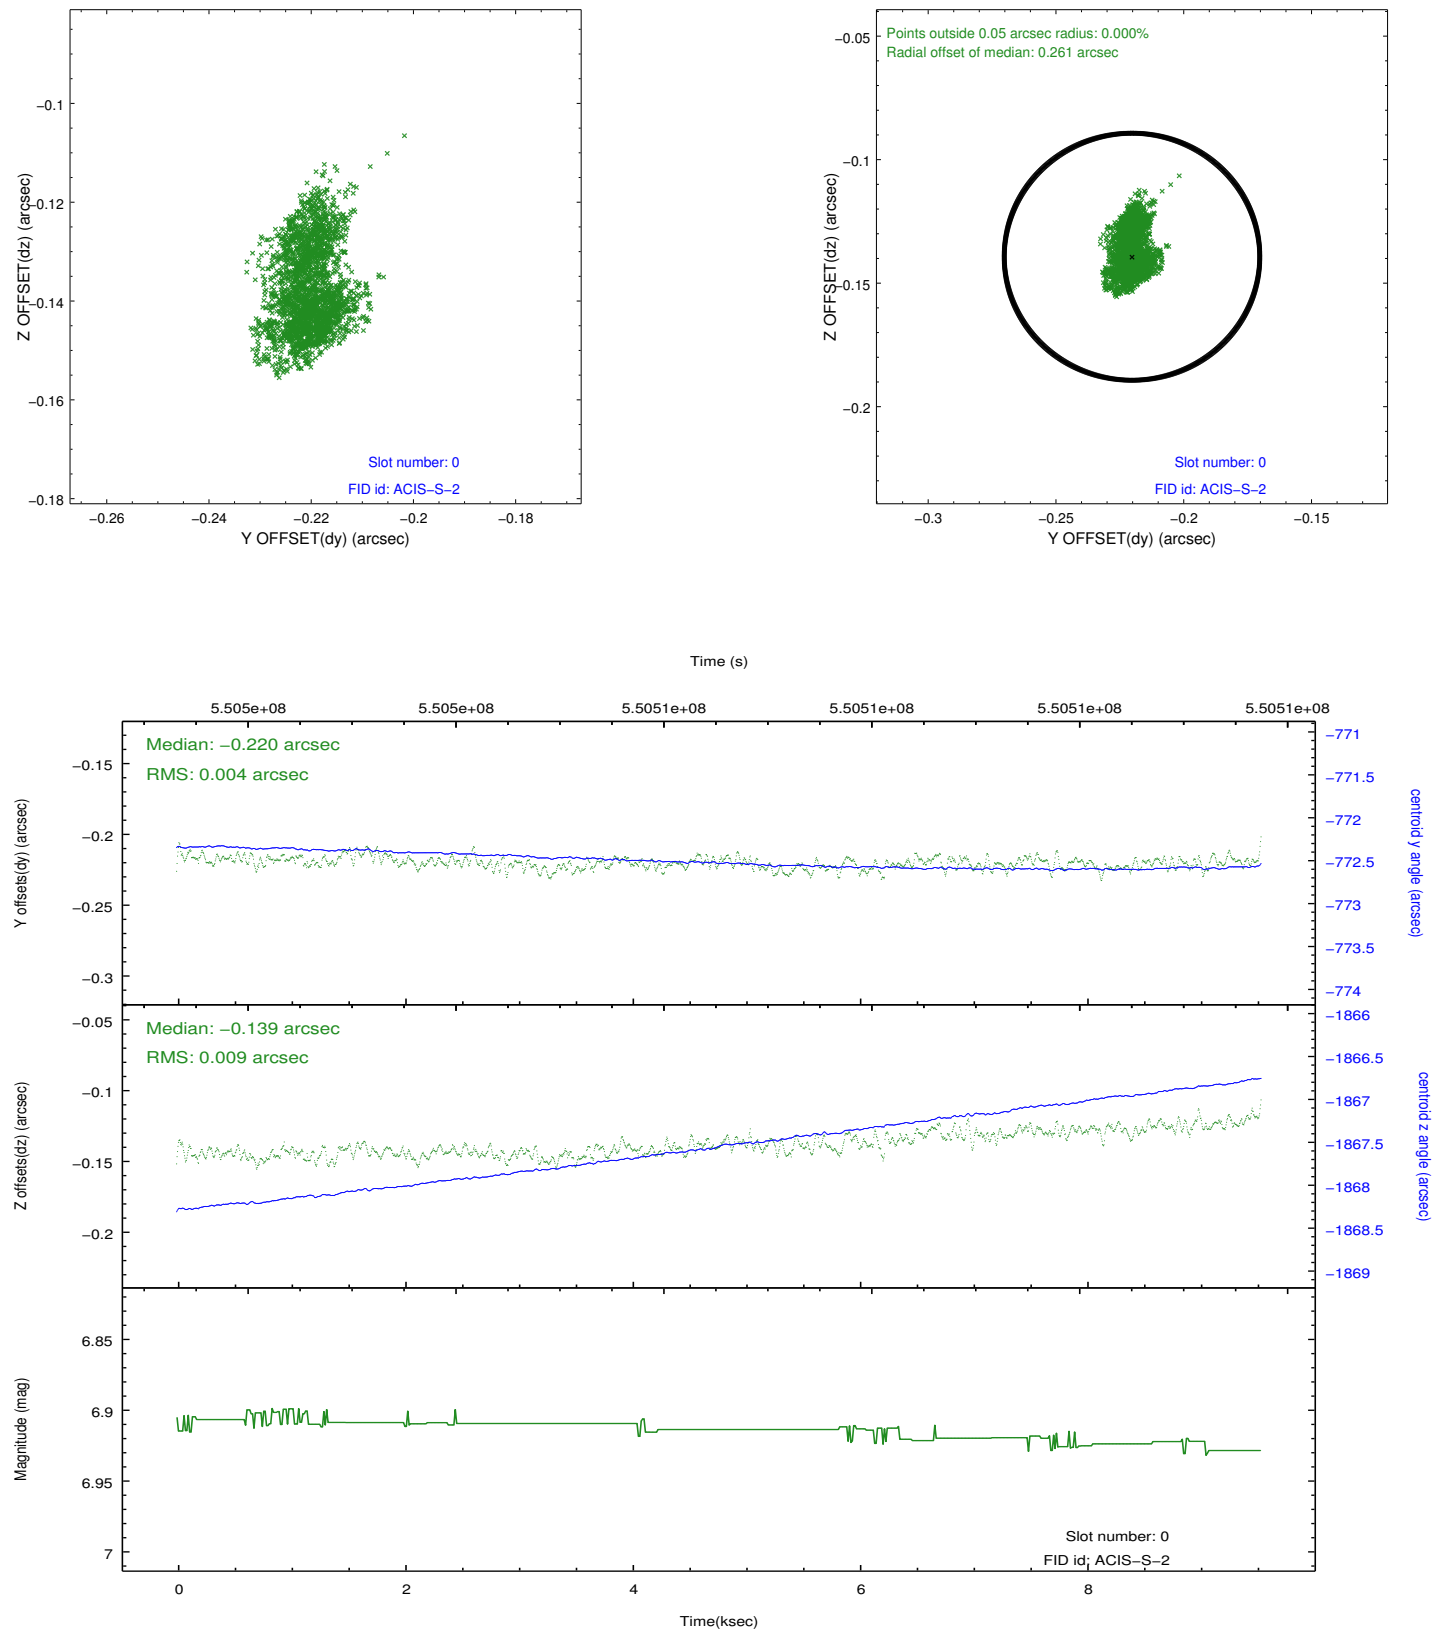 −0.1
−0.12
−0.14
−0.16
−0.18
Z OFFSET(dz) (arcsec)
−0.26 −0.24 −0.22 −0.2 −0.18
Y OFFSET(dy) (arcsec)
Slot number: 0
FID id: ACIS−S−2
Points outside 0.05 arcsec radius: 0.000%
Radial offset of median: 0.261 arcsec
−0.05
−0.1
−0.15
−0.2
Z OFFSET(dz) (arcsec)
−0.3 −0.25 −0.2 −0.15
Y OFFSET(dy) (arcsec)
Slot number: 0
FID id: ACIS−S−2
Time (s)
5.505e+08 5.505e+08 5.5051e+08 5.5051e+08 5.5051e+08 5.5051e+08
Median: −0.220 arcsec
RMS: 0.004 arcsec
−0.15
−0.2
−0.25
−0.3
Y offsets(dy) (arcsec)
−771
−771.5
−772
−772.5
−773
−773.5
−774
centroid y angle (arcsec)
Median: −0.139 arcsec
RMS: 0.009 arcsec
−0.05
−0.1
−0.15
−0.2
Z offsets(dz) (arcsec)
−1866
−1866.5
−1867
−1867.5
−1868
−1868.5
−1869
centroid z angle (arcsec)
6.85
6.9
6.95
7
Magnitude (mag)
Slot number: 0
FID id: ACIS−S−2
0 2 4 6 8
Time(ksec)